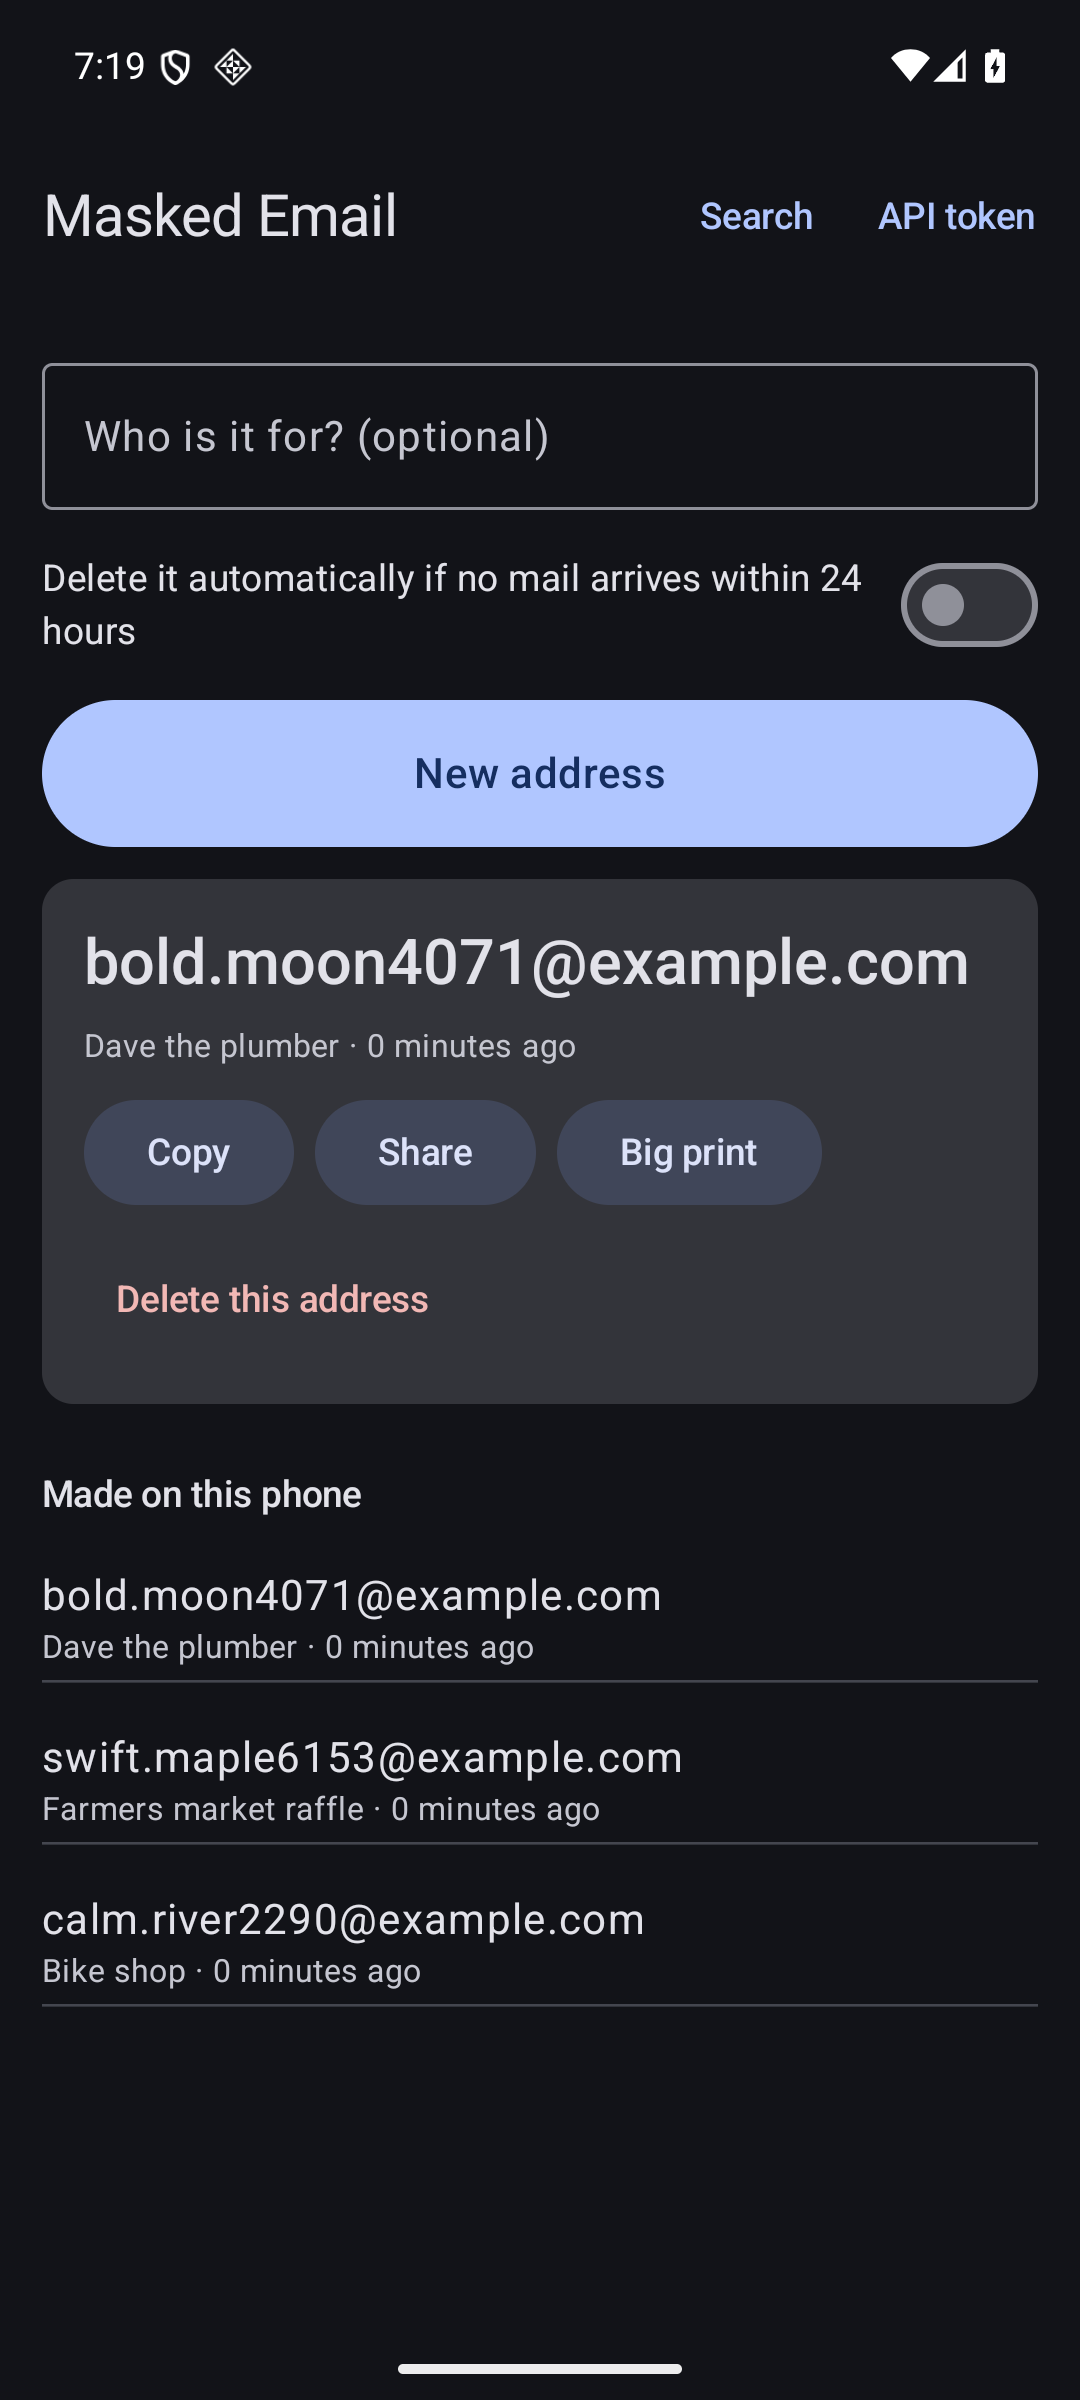 7:19
Masked Email
Search
API token
Who is it for? (optional)
Delete it automatically if no mail arrives within 24
hours
New address
bold.moon4071@example.com
Dave the plumber · 0 minutes ago
Copy
Share
Big print
Delete this address
Made on this phone
bold.moon4071@example.com
Dave the plumber · 0 minutes ago
swift.maple6153@example.com
Farmers market raffle · 0 minutes ago
calm.river2290@example.com
Bike shop · 0 minutes ago